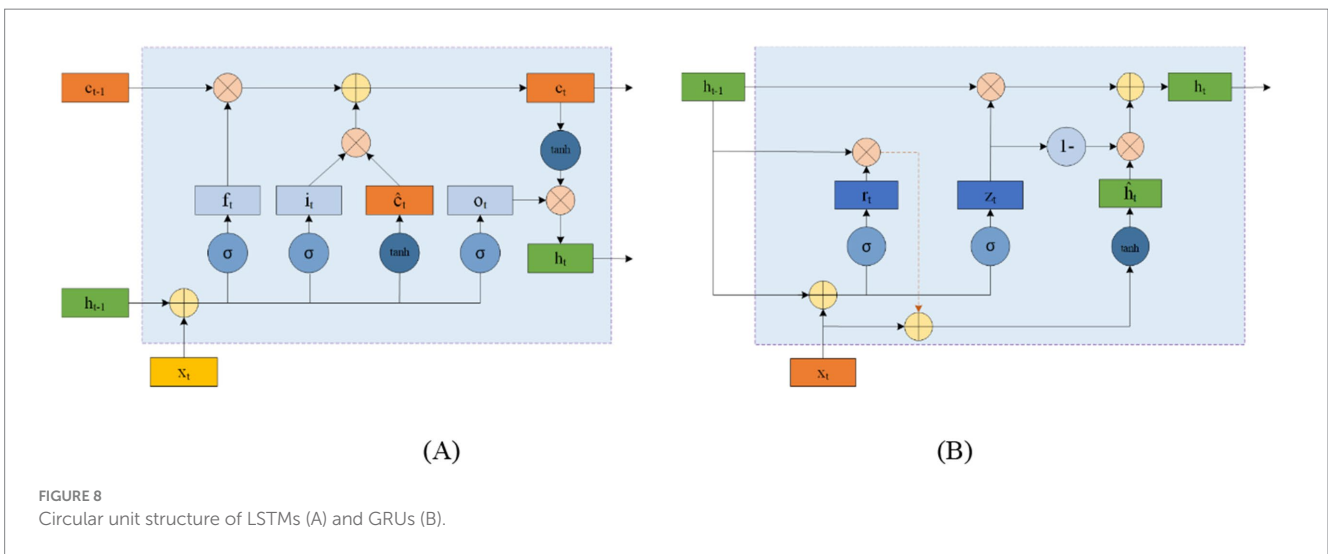 c_{t-1} c_t h_{t-1} h_t
tanh 1-
f_t i_t ĉ_t o_t r_t z_t ĥ_t
σ σ tanh σ h_t σ σ tanh
h_{t-1}
x_t x_t
(A) (B)
FIGURE 8
Circular unit structure of LSTMs (A) and GRUs (B).